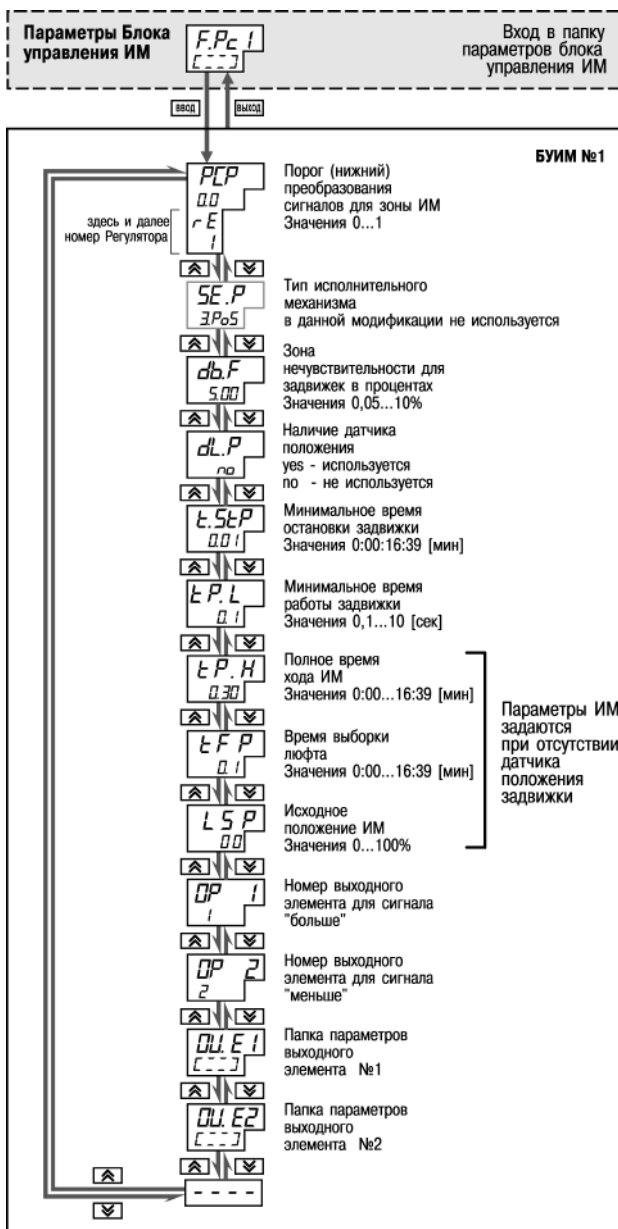 Параметры Блока
управления ИМ
F.Pc 1
[---]
Вход в папку
параметров блока
управления ИМ
ввод
выход
БУИМ №1
PCP
0.0
rE
1
здесь и далее
номер Регулятора
Порог (нижний)
преобразования
сигналов для зоны ИМ
Значения 0...1
SE.P
3.PoS
Тип исполнительного
механизма
в данной модификации не используется
db.F
5.00
Зона
нечувствительности для
задвижек в процентах
Значения 0,05...10%
dL.P
no
Наличие датчика
положения
yes - используется
no - не используется
t.StP
0.01
Минимальное время
остановки задвижки
Значения 0:00:16:39 [мин]
tP.L
0.1
Минимальное время
работы задвижки
Значения 0,1...10 [сек]
tP.H
0.30
Полное время
хода ИМ
Значения 0:00...16:39 [мин]
tFP
0.1
Время выборки
люфта
Значения 0:00...16:39 [мин]
LSP
00
Исходное
положение ИМ
Значения 0...100%
Параметры ИМ
задаются
при отсутствии
датчика
положения
задвижки
OP 1
1
Номер выходного
элемента для сигнала
"больше"
OP 2
2
Номер выходного
элемента для сигнала
"меньше"
OU.E1
[---]
Папка параметров
выходного
элемента №1
OU.E2
[---]
Папка параметров
выходного
элемента №2
- - - -